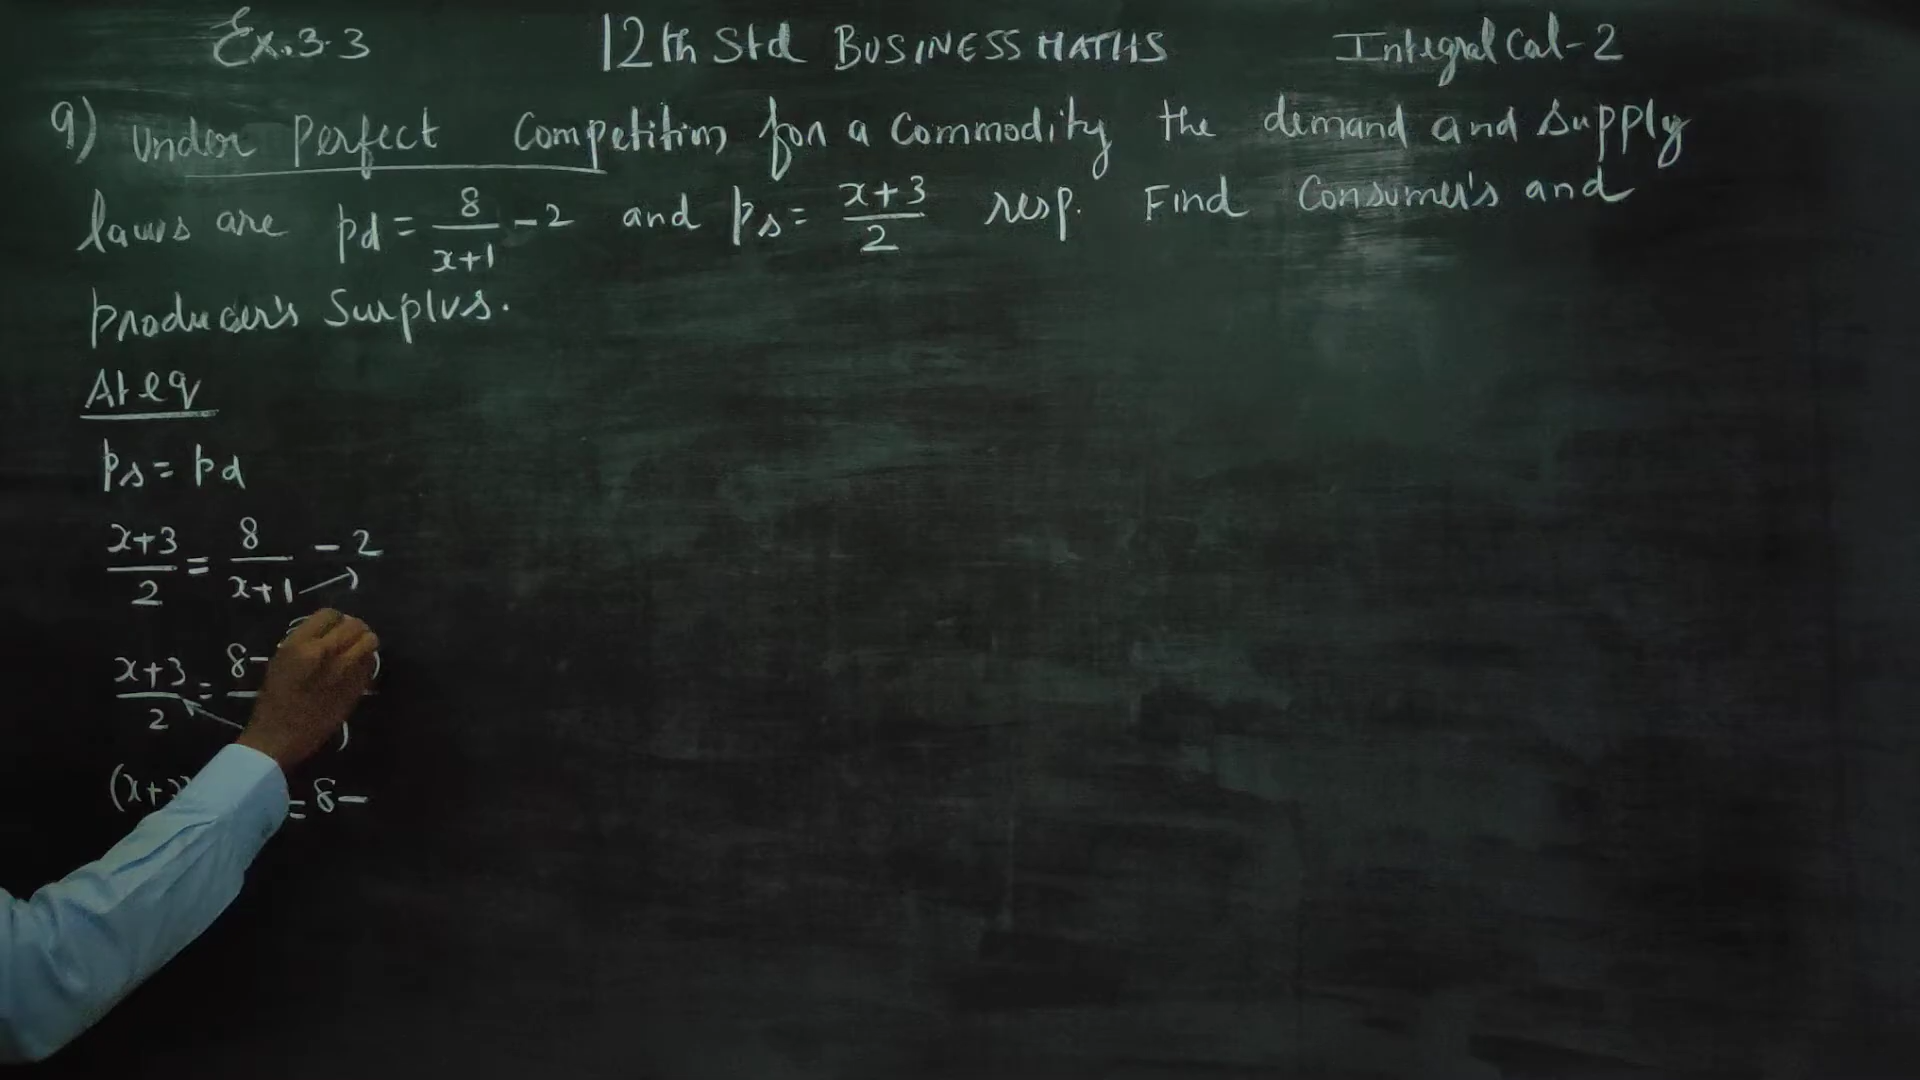 Ex.3.3 12th Std BUSINESS MATHS Integral Cal-2
9) Under Perfect Competition for a Commodity the demand and Supply
laws are pd = 8/(x+1) - 2 and ps = (x+3)/2 resp. Find Consumer's and
Producer's Surplus.
At eq
ps = pd
(x+3)/2 = 8/(x+1) - 2
(x+3)/2 = 8-
= 8-